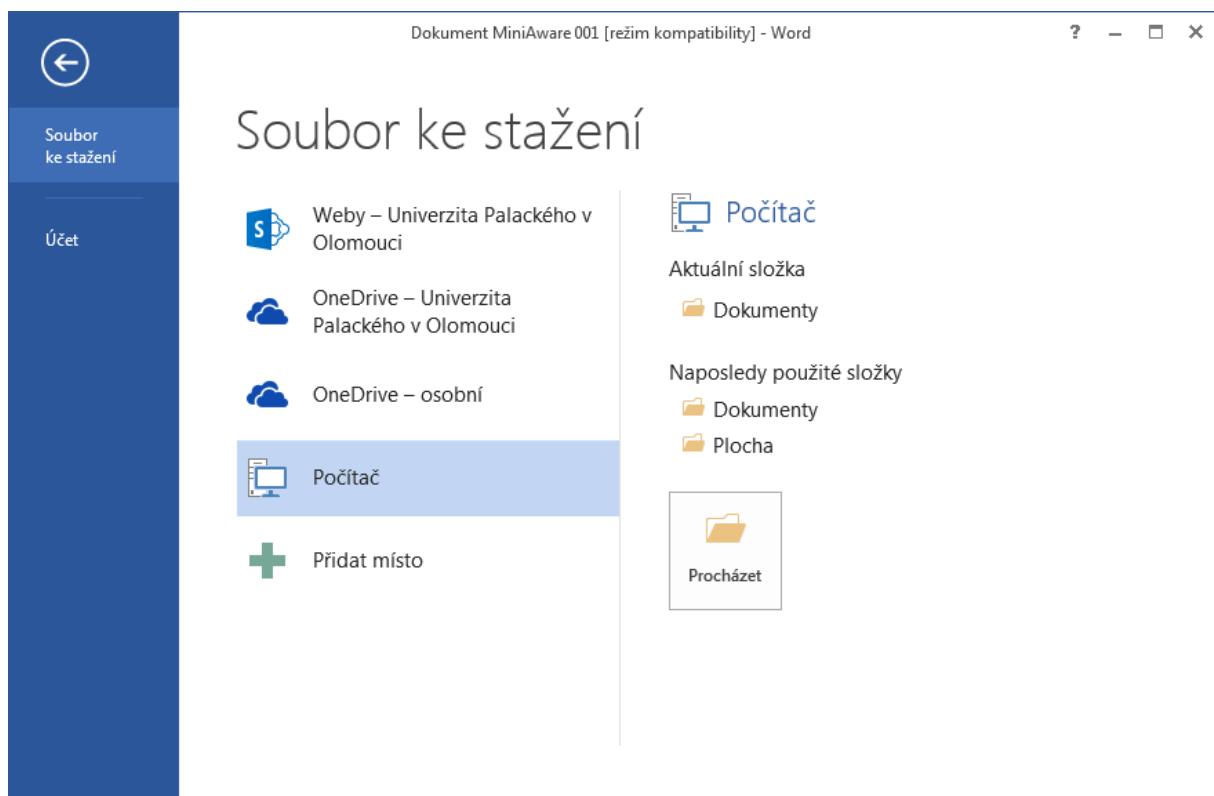 Dokument MiniAware 001 [režim kompatibility] - Word
?
Soubor
ke stažení
Účet
Soubor ke stažení
Weby – Univerzita Palackého v
Olomouci
OneDrive – Univerzita
Palackého v Olomouci
OneDrive – osobní
Počítač
Přidat místo
Počítač
Aktuální složka
Dokumenty
Naposledy použité složky
Dokumenty
Plocha
Procházet